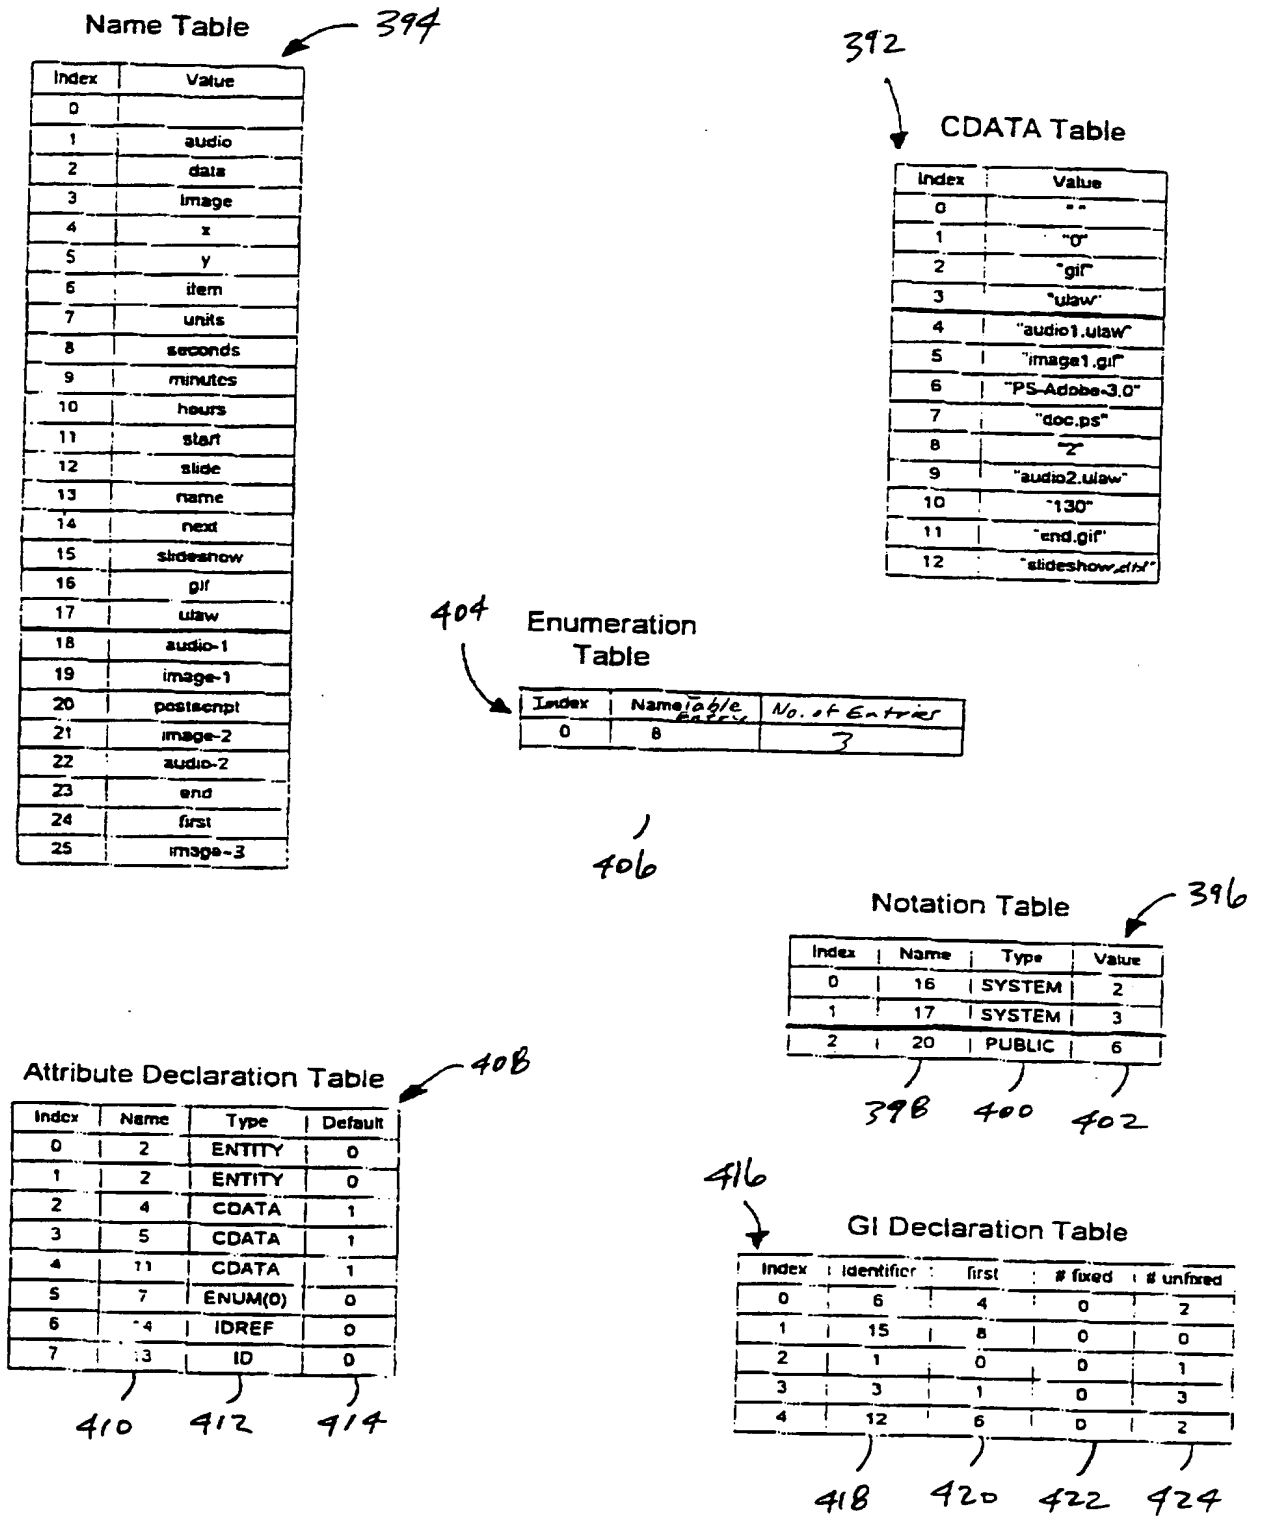 Name Table
394
Index Value
0
1 audio
2 data
3 image
4 x
5 y
6 item
7 units
8 seconds
9 minutes
10 hours
11 start
12 slide
13 name
14 next
15 slideshow
16 gif
17 ulaw
18 audio-1
19 image-1
20 postscript
21 image-2
22 audio-2
23 end
24 first
25 image-3
392
CDATA Table
Index Value
0 ""
1 "0"
2 "gif"
3 "ulaw"
4 "audio1.ulaw"
5 "image1.gif"
6 "PS-Adobe-3.0"
7 "doc.ps"
8 "2"
9 "audio2.ulaw"
10 "130"
11 "end.gif"
12 "slideshow.dtd"
404
Enumeration
Table
Index Name Table Entry No. of Entries
0 8 3
406
Notation Table
396
Index Name Type Value
0 16 SYSTEM 2
1 17 SYSTEM 3
2 20 PUBLIC 6
398 400 402
Attribute Declaration Table
408
Index Name Type Default
0 2 ENTITY 0
1 2 ENTITY 0
2 4 CDATA 1
3 5 CDATA 1
4 11 CDATA 1
5 7 ENUM(0) 0
6 14 IDREF 0
7 13 ID 0
410 412 414
416
GI Declaration Table
Index Identifier first # fixed # unfixed
0 6 4 0 2
1 15 8 0 0
2 1 0 0 1
3 3 1 0 3
4 12 6 0 2
418 420 422 424